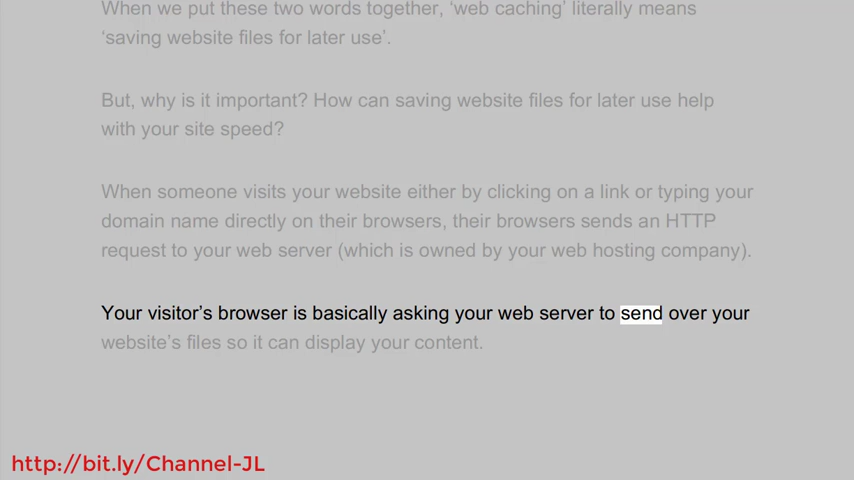 When we put these two words together, ‘web caching’ literally means
‘saving website files for later use’.
But, why is it important? How can saving website files for later use help
with your site speed?
When someone visits your website either by clicking on a link or typing your
domain name directly on their browsers, their browsers sends an HTTP
request to your web server (which is owned by your web hosting company).
Your visitor’s browser is basically asking your web server to send over your
website’s files so it can display your content.
http://bit.ly/Channel-JL